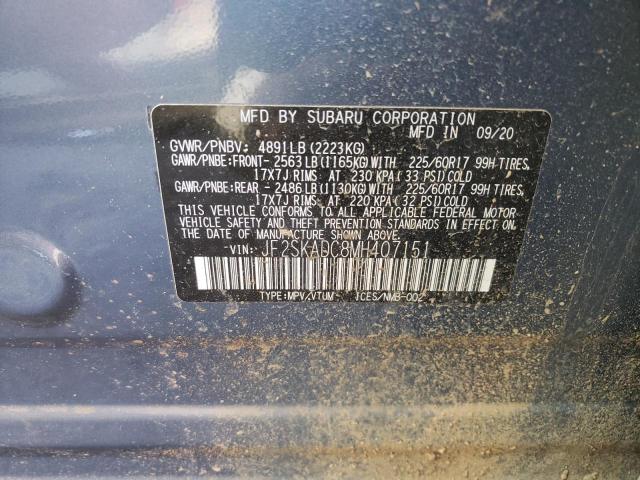 MFD BY SUBARU CORPORATION
MFD IN 09/20
GVWR/PNBV: 4891LB(2223KG)
GAWR/PNBE:FRONT- 2563LB(1165KG)WITH 225/60R17 99H TIRES,
17X7J RIMS AT 230 KPA(33 PSI)COLD
GAWR/PNBE:REAR - 2486LB(1130KG)WITH 225/60R17 99H TIRES,
17X7J RIMS AT 220 KPA(32 PSI)COLD
THIS VEHICLE CONFORMS TO ALL APPLICABLE FEDERAL MOTOR
VEHICLE SAFETY AND THEFT PREVENTION STANDARDS IN EFFECT ON
THE DATE OF MANUFACTURE SHOWN ABOVE.
VIN: JF2SKADC8MH407151
TYPE:MPV/VTUM ICES/NMB-002